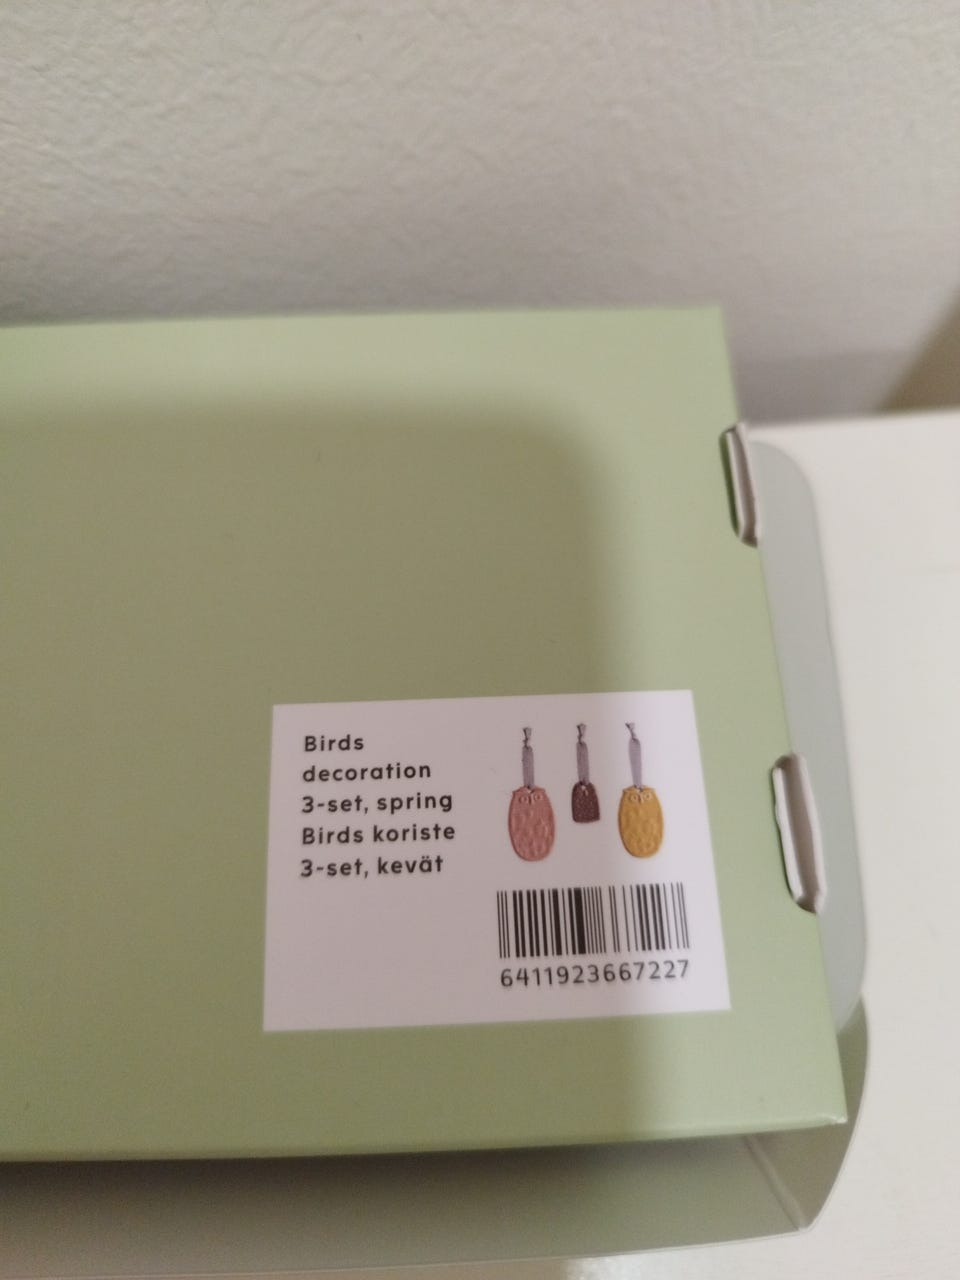 Birds
decoration
3-set, spring
Birds koriste
3-set, kevät
6411923667227